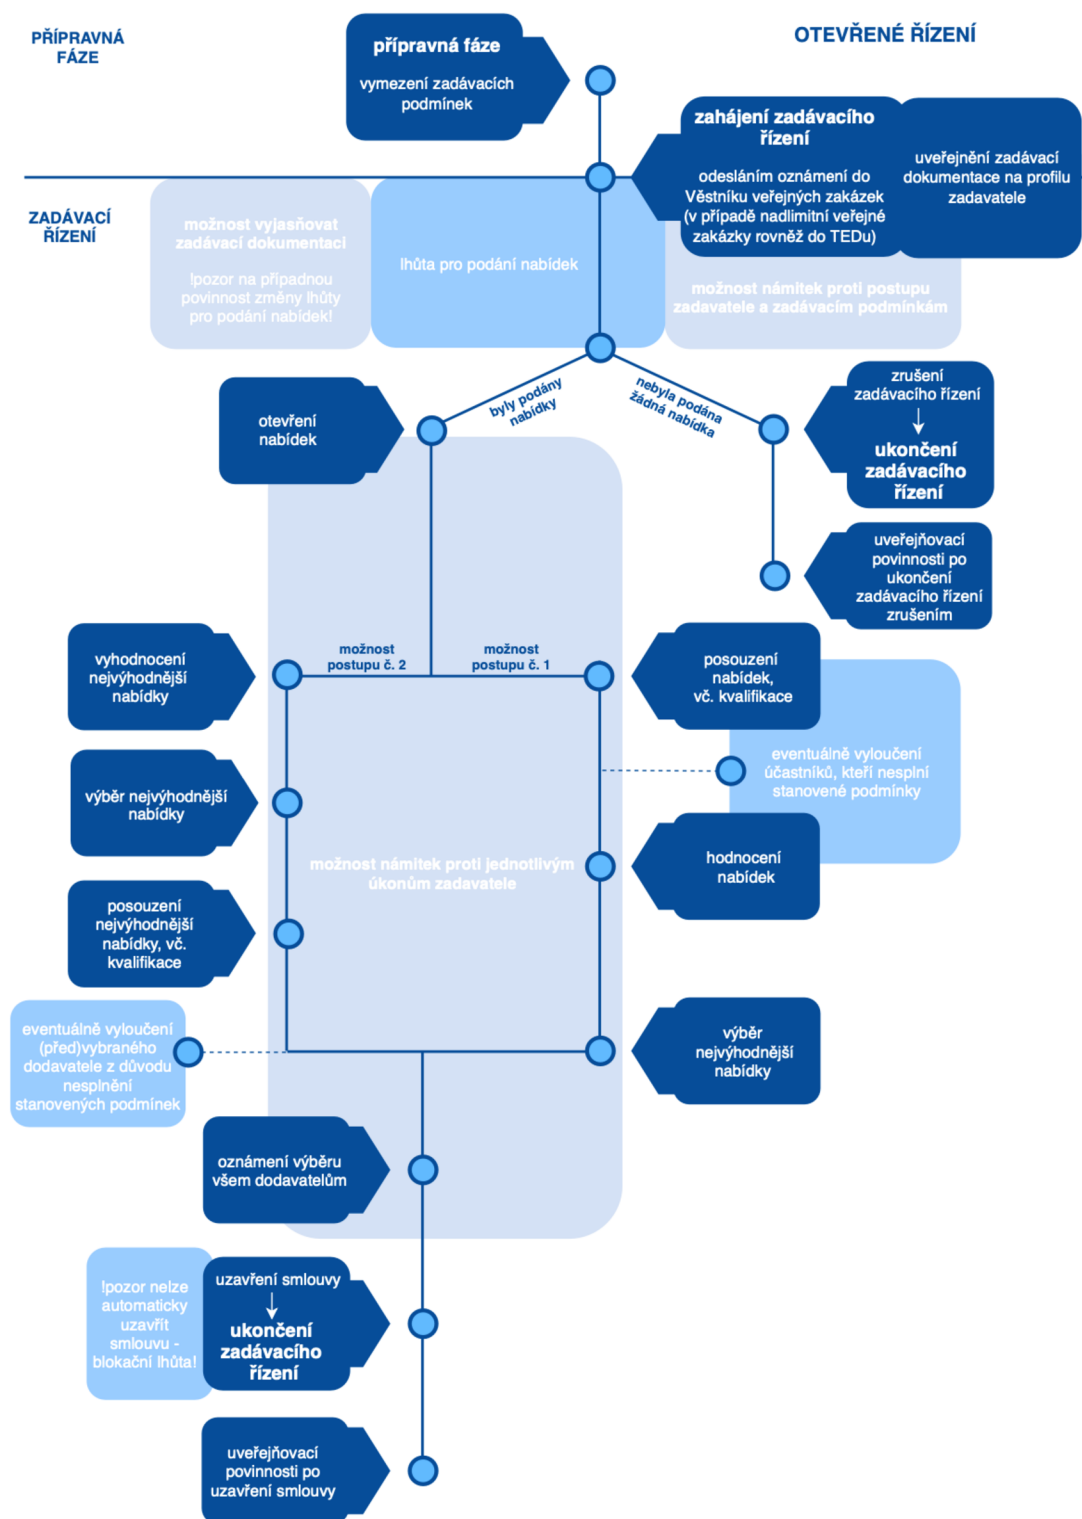 PŘÍPRAVNÁ
FÁZE
OTEVŘENÉ ŘÍZENÍ
přípravná fáze
vymezení zadávacích
podmínek
zahájení zadávacího
řízení
odesláním oznámení do
Věstníku veřejných zakázek
(v případě nadlimitní veřejné
zakázky rovněž do TEDu)
uveřejnění zadávací
dokumentace na profilu
zadavatele
ZADÁVACÍ
ŘÍZENÍ
možnost vyjasňovat
zadávací dokumentaci
!pozor na případnou
povinnost změny lhůty
pro podání nabídek!
lhůta pro podání nabídek
možnost námitek proti postupu
zadavatele a zadávacím podmínkám
byly podány
nabídky
nebyla podána
žádná nabídka
otevření
nabídek
zrušení
zadávacího řízení
ukončení
zadávacího
řízení
uveřejňovací
povinnosti po
ukončení
zadávacího řízení
zrušením
možnost
postupu č. 2
možnost
postupu č. 1
vyhodnocení
nejvýhodnější
nabídky
posouzení
nabídek,
vč. kvalifikace
eventuálně vyloučení
účastníků, kteří nesplní
stanovené podmínky
výběr nejvýhodnější
nabídky
možnost námitek proti jednotlivým
úkonům zadavatele
hodnocení
nabídek
posouzení
nejvýhodnější
nabídky, vč.
kvalifikace
eventuálně vyloučení
(před)vybraného
dodavatele z důvodu
nesplnění
stanovených podmínek
výběr
nejvýhodnější
nabídky
oznámení výběru
všem dodavatelům
!pozor nelze
automaticky
uzavřít
smlouvu -
blokační lhůta!
uzavření smlouvy
ukončení
zadávacího
řízení
uveřejňovací
povinnosti po
uzavření smlouvy